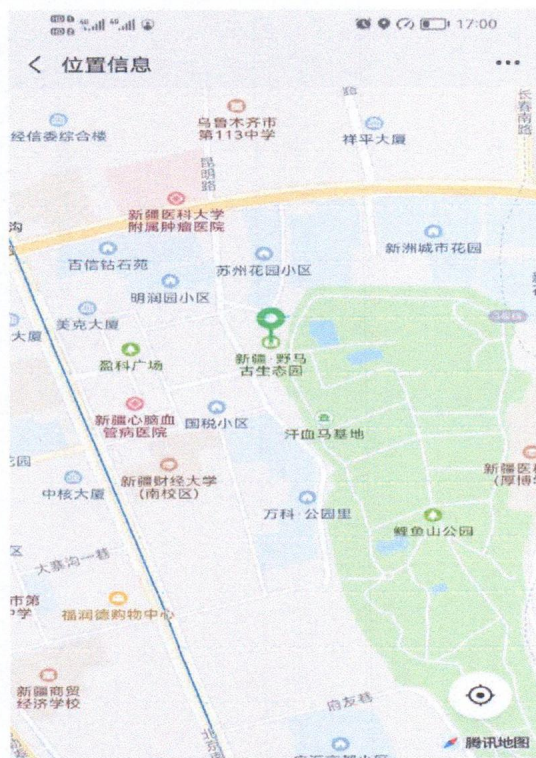 17:00
位置信息
长春南路
经信委综合楼
乌鲁木齐市
第113中学
祥平大厦
昆明路
新疆医科大学
附属肿瘤医院
百信钻石苑
苏州花园小区
新洲城市花园
明润园小区
美克大厦
大厦
新疆·野马
古生态园
盈科广场
新疆心脑血
管病医院
国税小区
汗血马基地
新疆财经大学
(南校区)
中核大厦
万科·公园里
鲤鱼山公园
大寨沟一巷
福润德购物中心
新疆商贸
经济学校
府友巷
腾讯地图